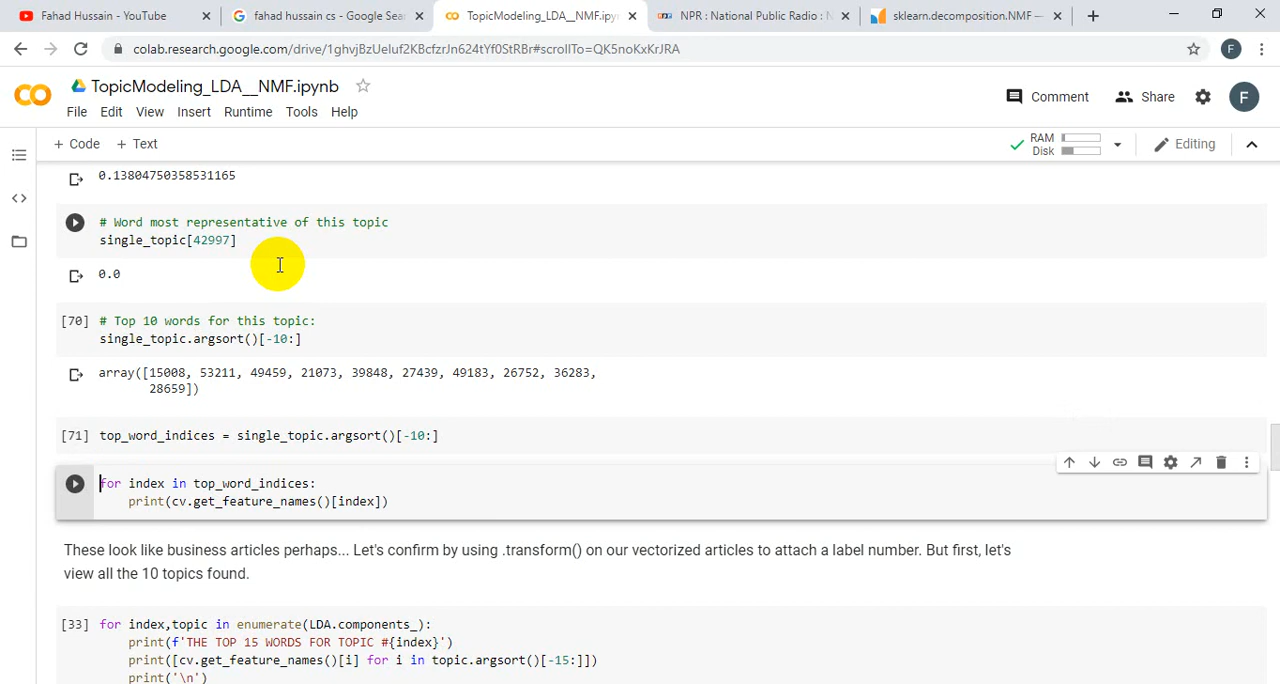 Fahad Hussain - YouTube
fahad hussain cs - Google Sea
TopicModeling_LDA__NMF.ipyn
NPR : National Public Radio : N
sklearn.decomposition.NMF —
colab.research.google.com/drive/1ghvjBzUeluf2KBcfzrJn624tYf0StRBr#scrollTo=QK5noKxKrJRA
F
TopicModeling_LDA__NMF.ipynb
Comment
Share
F
File Edit View Insert Runtime Tools Help
+ Code + Text
RAM
Disk
Editing
0.13804750358531165
# Word most representative of this topic
single_topic[42997]
0.0
[70] # Top 10 words for this topic:
single_topic.argsort()[-10:]
array([15008, 53211, 49459, 21073, 39848, 27439, 49183, 26752, 36283,
28659])
[71] top_word_indices = single_topic.argsort()[-10:]
for index in top_word_indices:
print(cv.get_feature_names()[index])
These look like business articles perhaps... Let's confirm by using .transform() on our vectorized articles to attach a label number. But first, let's
view all the 10 topics found.
[33] for index,topic in enumerate(LDA.components_):
print(f'THE TOP 15 WORDS FOR TOPIC #{index}')
print([cv.get_feature_names()[i] for i in topic.argsort()[-15:]])
print('\n')